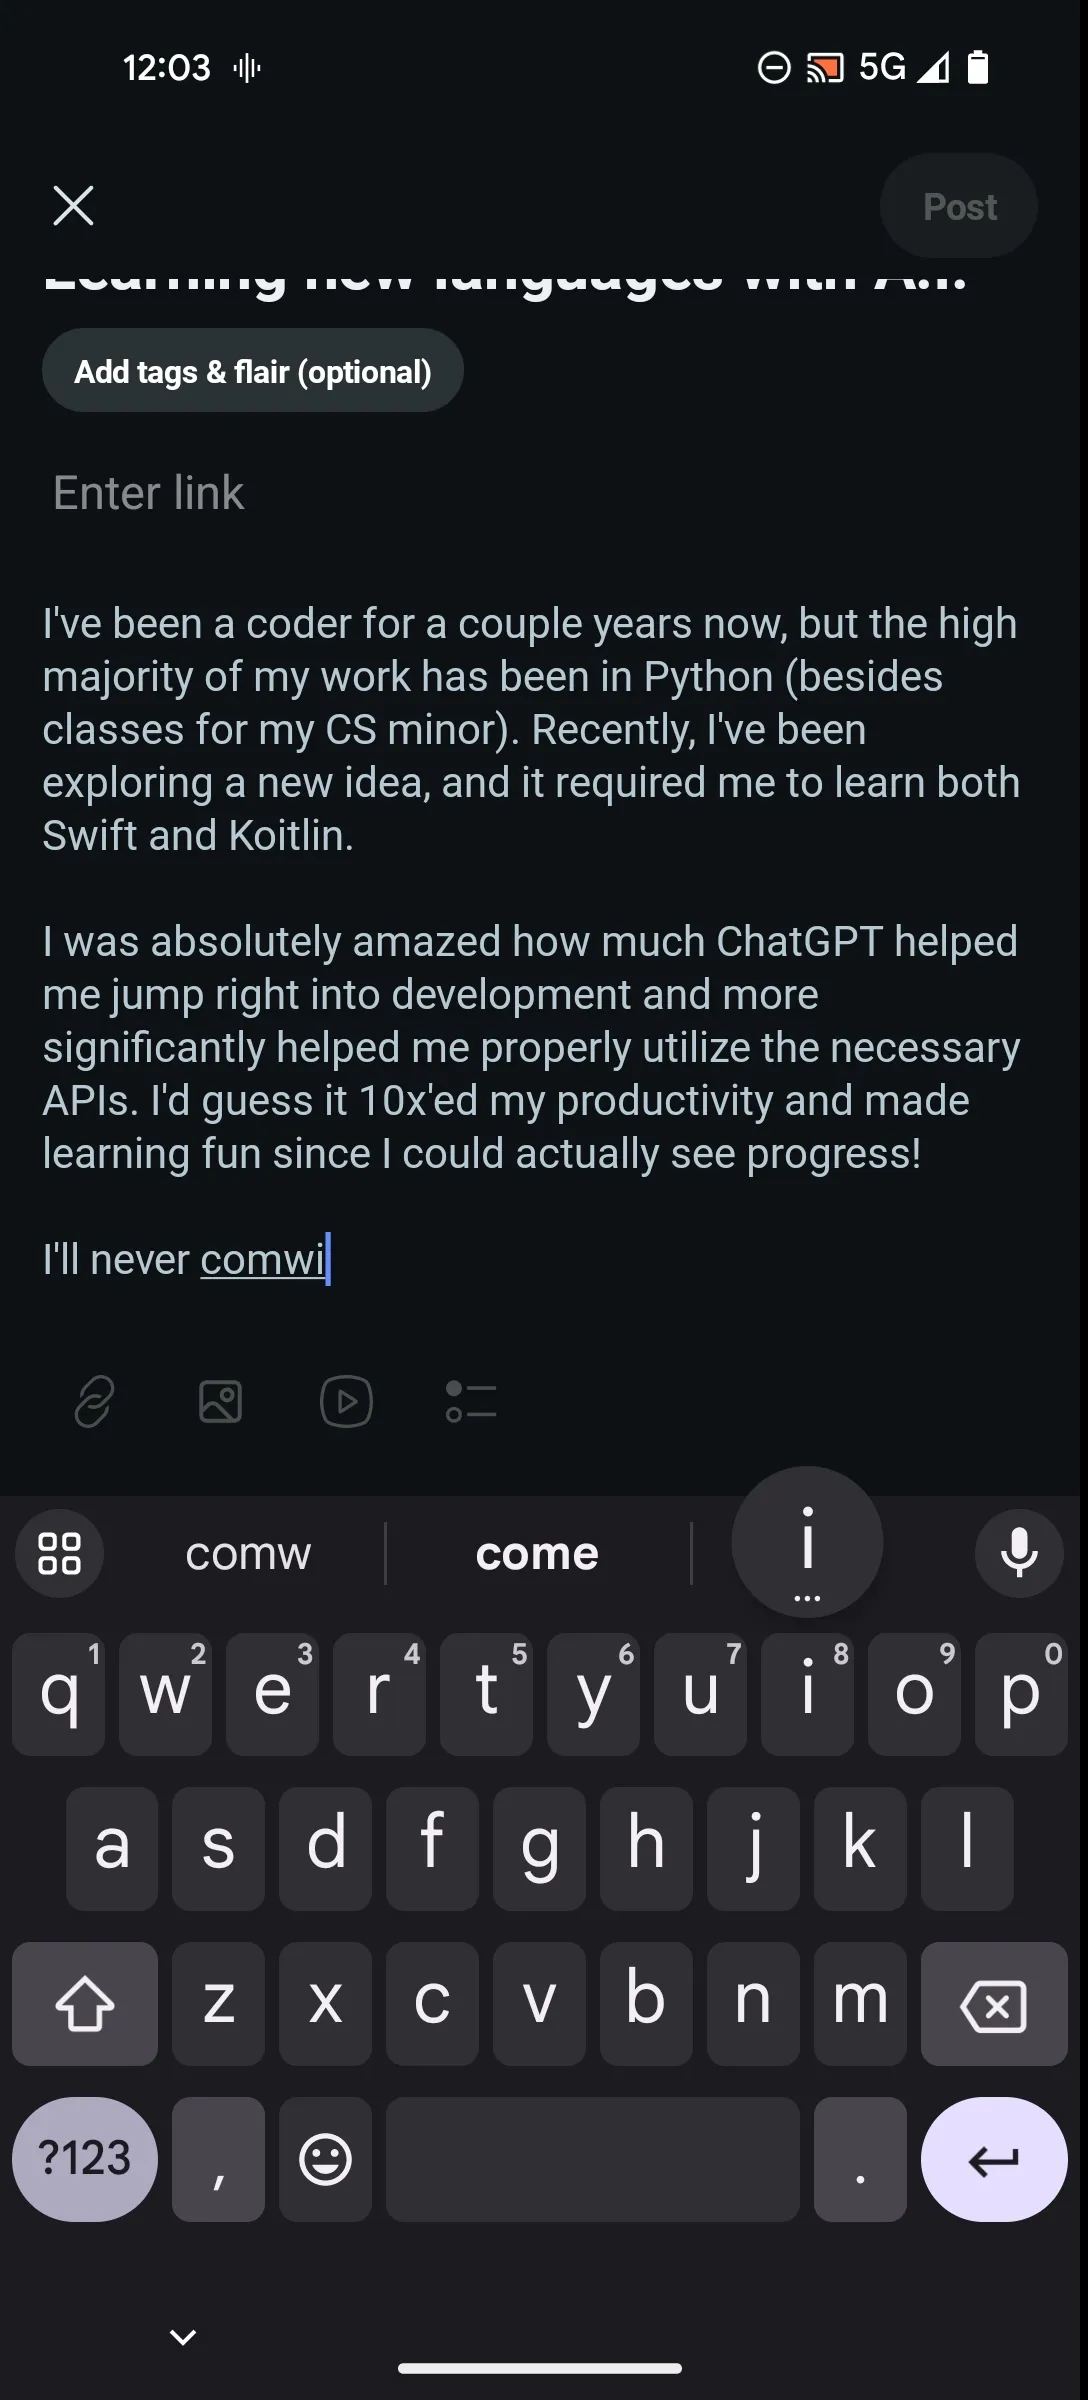 12:03 5G
Post
Learning new languages with A.I.
Add tags & flair (optional)
Enter link
I've been a coder for a couple years now, but the high
majority of my work has been in Python (besides
classes for my CS minor). Recently, I've been
exploring a new idea, and it required me to learn both
Swift and Koitlin.
I was absolutely amazed how much ChatGPT helped
me jump right into development and more
significantly helped me properly utilize the necessary
APIs. I'd guess it 10x'ed my productivity and made
learning fun since I could actually see progress!
I'll never comwi
comw come i
...
1 2 3 4 5 6 7 8 9 0
q w e r t y u i o p
a s d f g h j k l
z x c v b n m
?123 , .